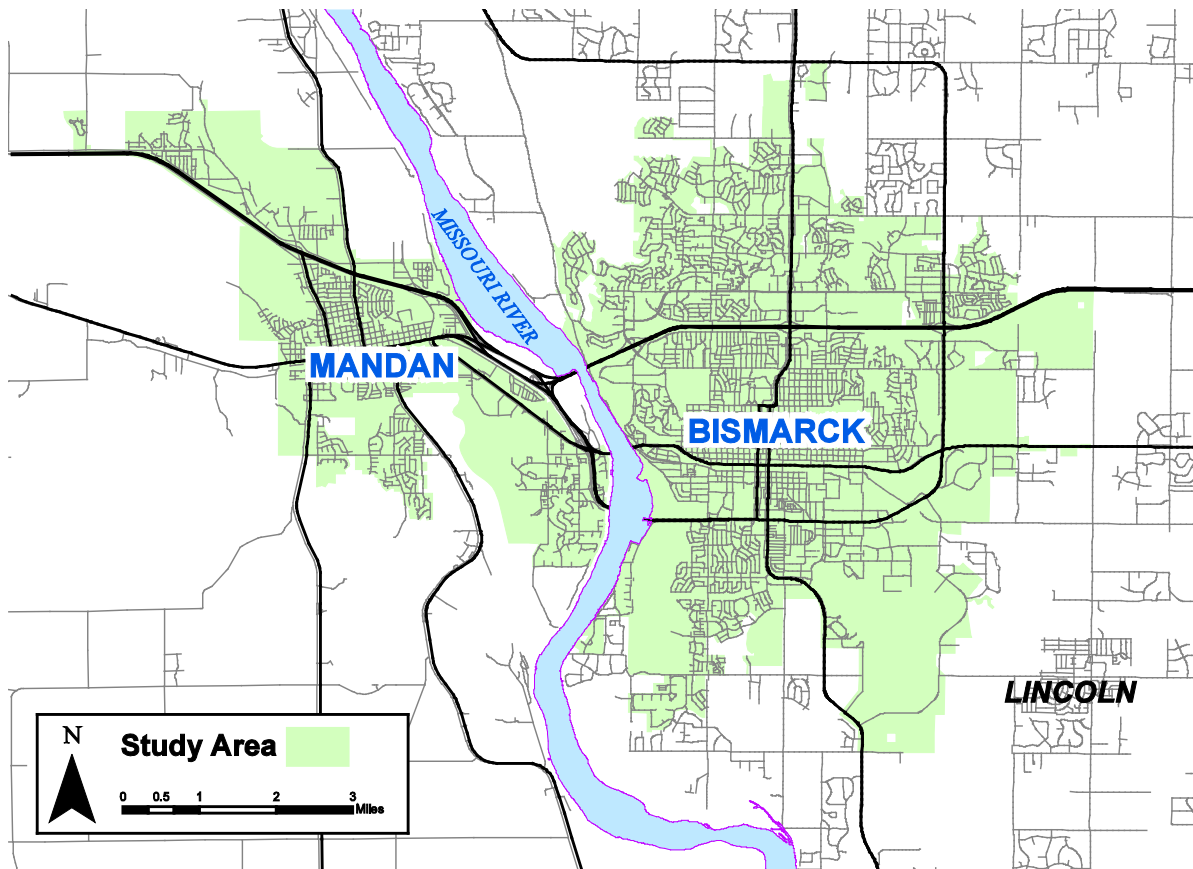 MISSOURI RIVER
MANDAN
BISMARCK
LINCOLN
N
Study Area
0 0.5 1 2 3
Miles